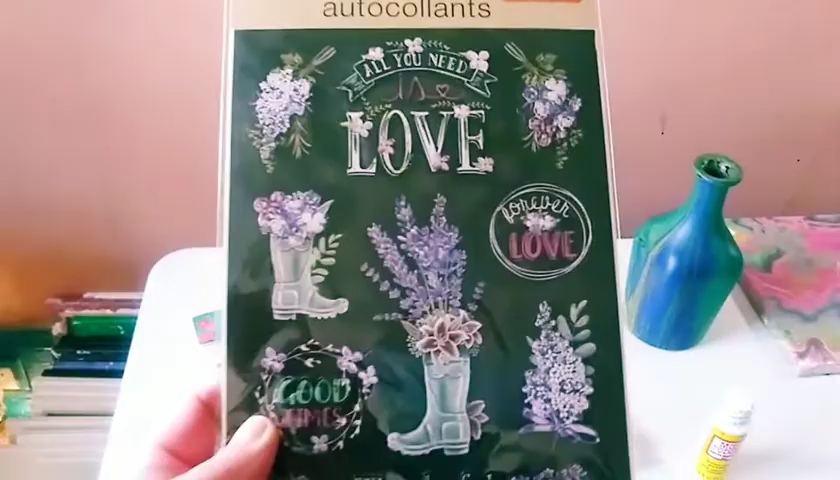 autocollants
ALL YOU NEED
is
LOVE
forever
LOVE
GOOD
TIMES